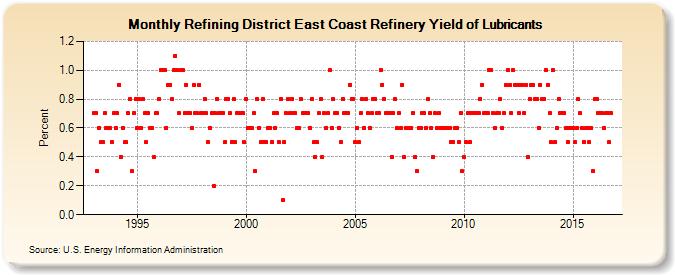 Monthly Refining District East Coast Refinery Yield of Lubricants
Percent
1.2
1.0
0.8
0.6
0.4
0.2
0.0
1995 2000 2005 2010 2015
Source: U.S. Energy Information Administration